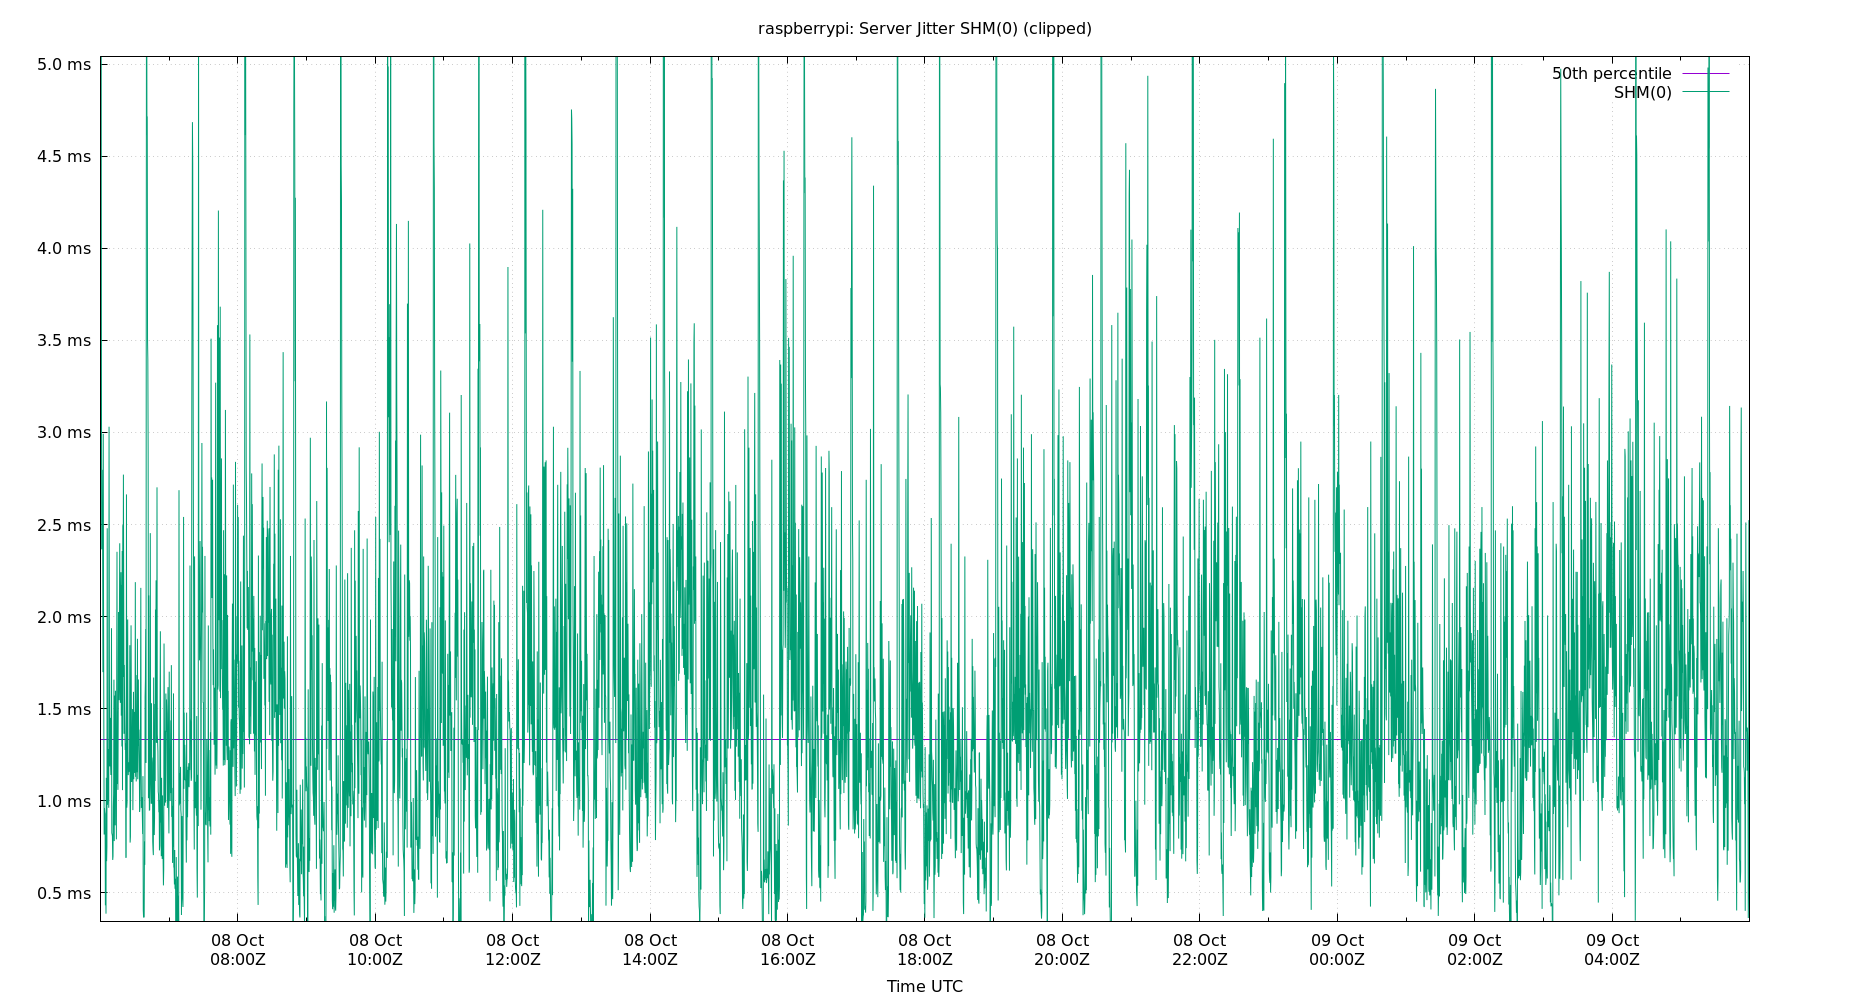 raspberrypi: Server Jitter SHM(0) (clipped)
50th percentile
SHM(0)
5.0 ms
4.5 ms
4.0 ms
3.5 ms
3.0 ms
2.5 ms
2.0 ms
1.5 ms
1.0 ms
0.5 ms
08 Oct 08 Oct 08 Oct 08 Oct 08 Oct 08 Oct 08 Oct 08 Oct 09 Oct 09 Oct 09 Oct
08:00Z 10:00Z 12:00Z 14:00Z 16:00Z 18:00Z 20:00Z 22:00Z 00:00Z 02:00Z 04:00Z
Time UTC